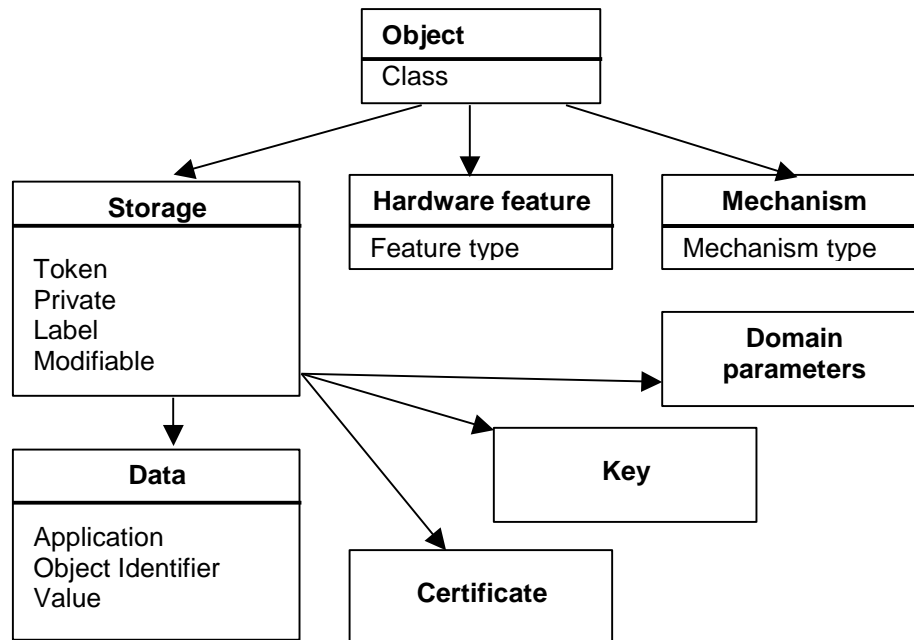 Object
Class
Storage
Token
Private
Label
Modifiable
Hardware feature
Feature type
Mechanism
Mechanism type
Domain
parameters
Data
Application
Object Identifier
Value
Key
Certificate